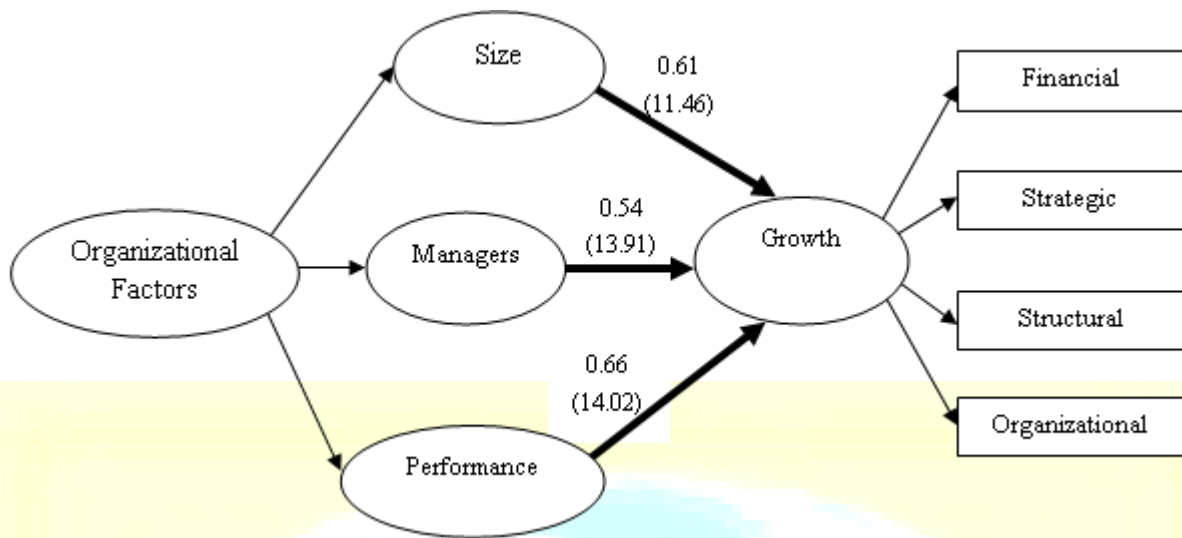 Size
0.61
(11.46)
Financial
Strategic
0.54
(13.91)
Organizational
Factors
Managers
Growth
Structural
0.66
(14.02)
Organizational
Performance